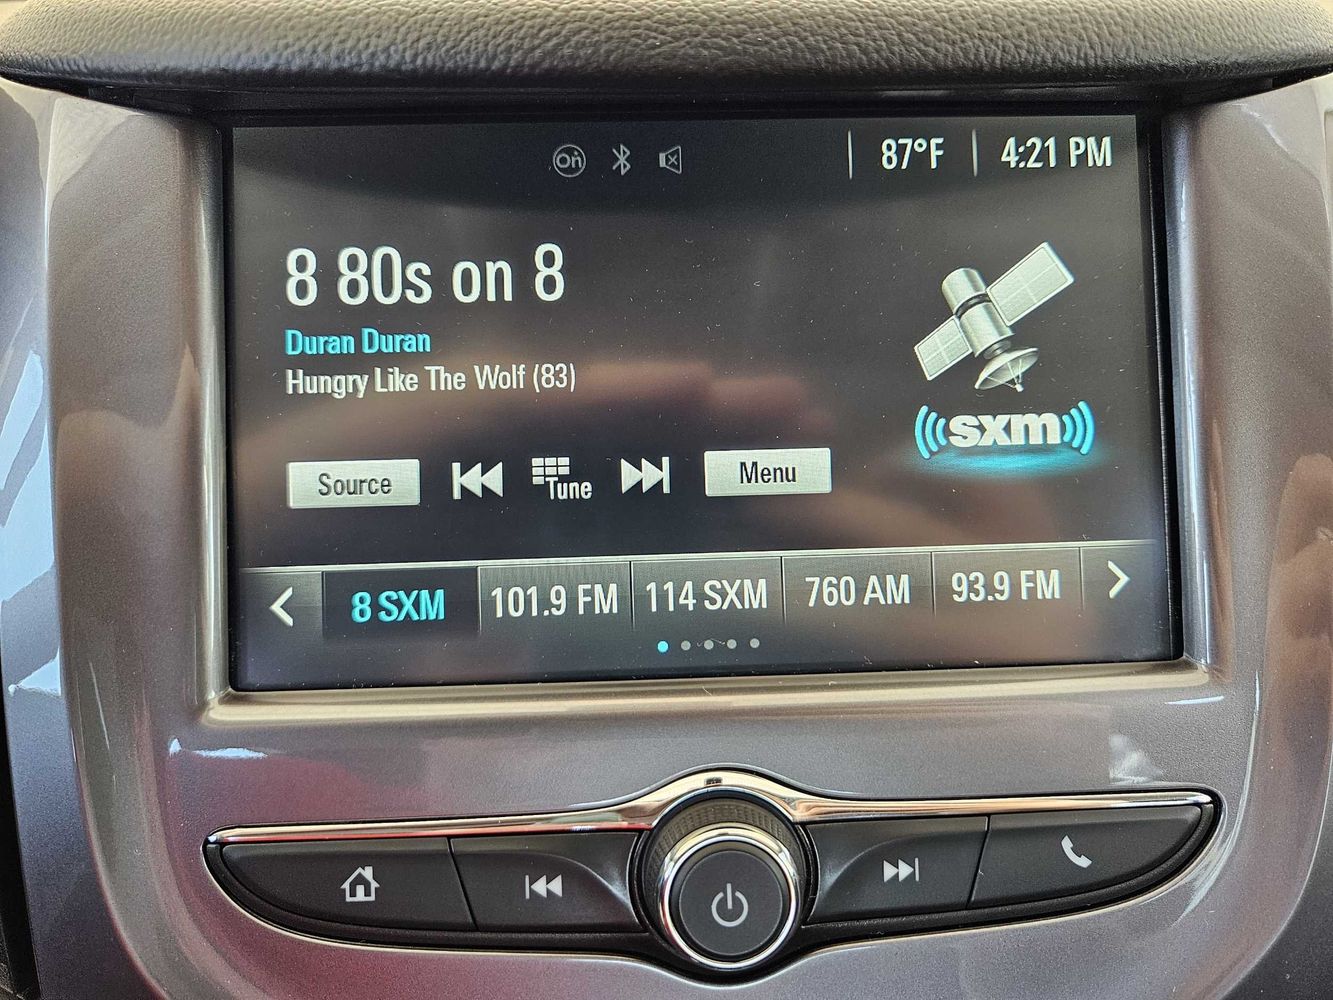 On
87°F
4:21 PM
8 80s on 8
Duran Duran
Hungry Like The Wolf (83)
sxm
Source
Tune
Menu
8 SXM
101.9 FM
114 SXM
760 AM
93.9 FM